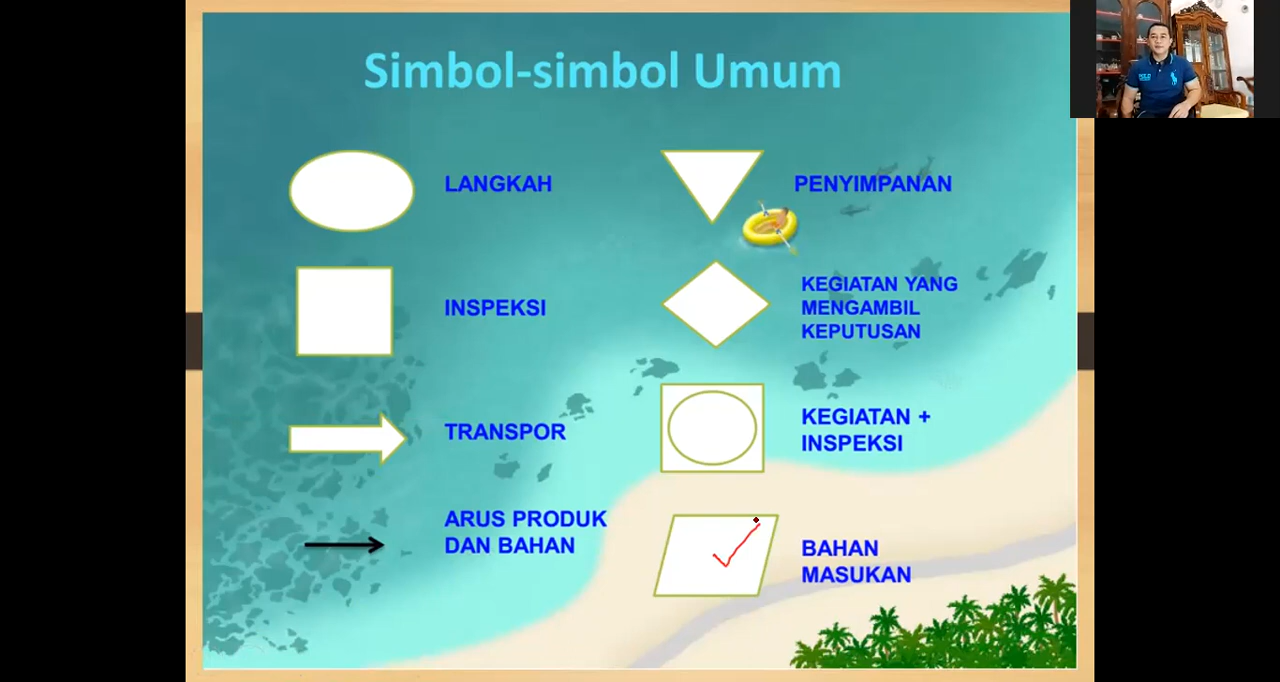 Simbol-simbol Umum
LANGKAH
PENYIMPANAN
INSPEKSI
KEGIATAN YANG
MENGAMBIL
KEPUTUSAN
TRANSPOR
KEGIATAN +
INSPEKSI
ARUS PRODUK
DAN BAHAN
BAHAN
MASUKAN